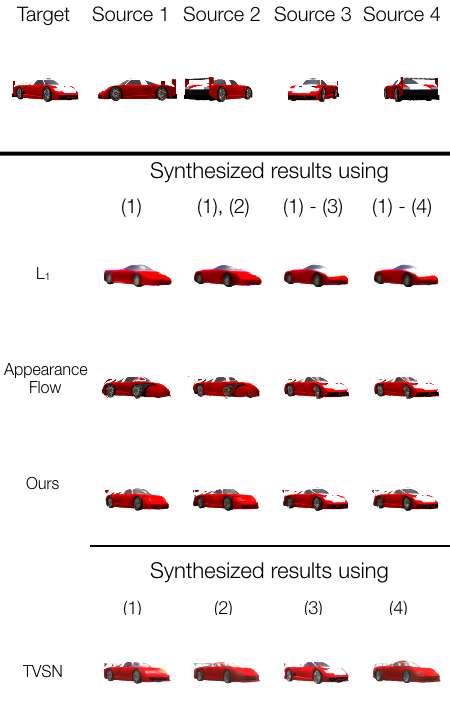 Target Source 1 Source 2 Source 3 Source 4
Synthesized results using
(1) (1), (2) (1) - (3) (1) - (4)
L₁
Appearance
Flow
Ours
Synthesized results using
(1) (2) (3) (4)
TVSN